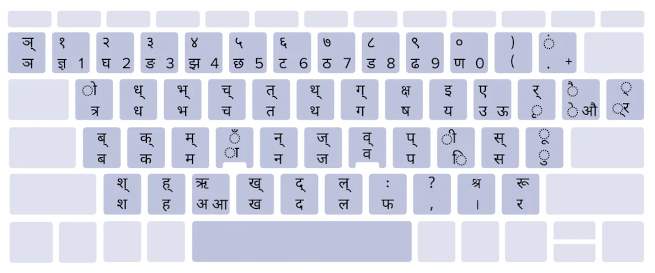 ञ् १ २ ३ ४ ५ ६ ७ ८ ९ ० ) ं
ञ ज्ञ 1 घ 2 ङ 3 झ 4 छ 5 ट 6 ठ 7 ड 8 ढ 9 ण 0 ( . +
ो ध् भ् च् त् थ् ग् क्ष इ ए र् ै ्
त्र ध भ च त थ ग ष य उ ऊ ृ े औ ्र
ब् क् म् ँ न् ज् व् प् ी स् ू
ब क म ा न ज व प ि स ु
श् ह् ऋ ख् द् ल् : ? श्र रू
श ह अ आ ख द ल फ , । र